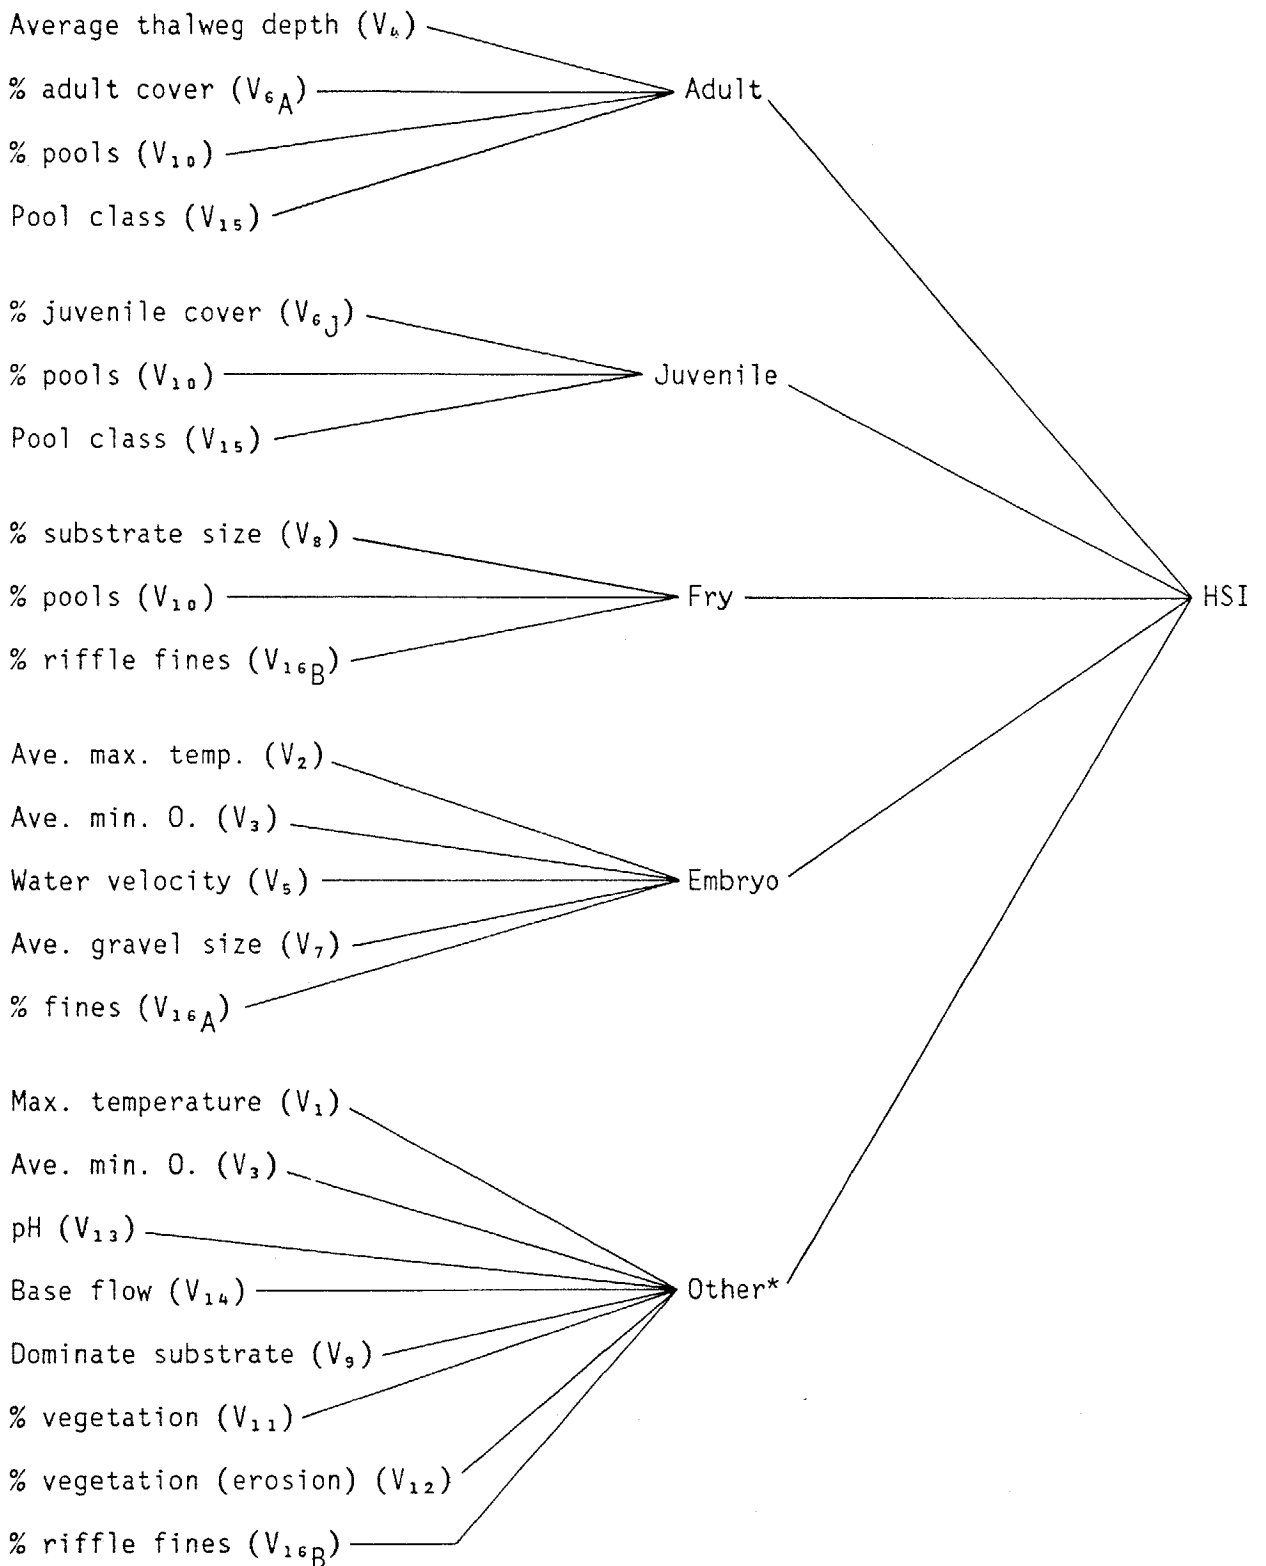 Average thalweg depth (V₄)
% adult cover (V₆A)
Adult
% pools (V₁₀)
Pool class (V₁₅)
% juvenile cover (V₆J)
% pools (V₁₀)
Juvenile
Pool class (V₁₅)
% substrate size (V₈)
% pools (V₁₀)
Fry
HSI
% riffle fines (V₁₆B)
Ave. max. temp. (V₂)
Ave. min. O. (V₃)
Water velocity (V₅)
Embryo
Ave. gravel size (V₇)
% fines (V₁₆A)
Max. temperature (V₁)
Ave. min. O. (V₃)
pH (V₁₃)
Base flow (V₁₄)
Other*
Dominate substrate (V₉)
% vegetation (V₁₁)
% vegetation (erosion) (V₁₂)
% riffle fines (V₁₆B)